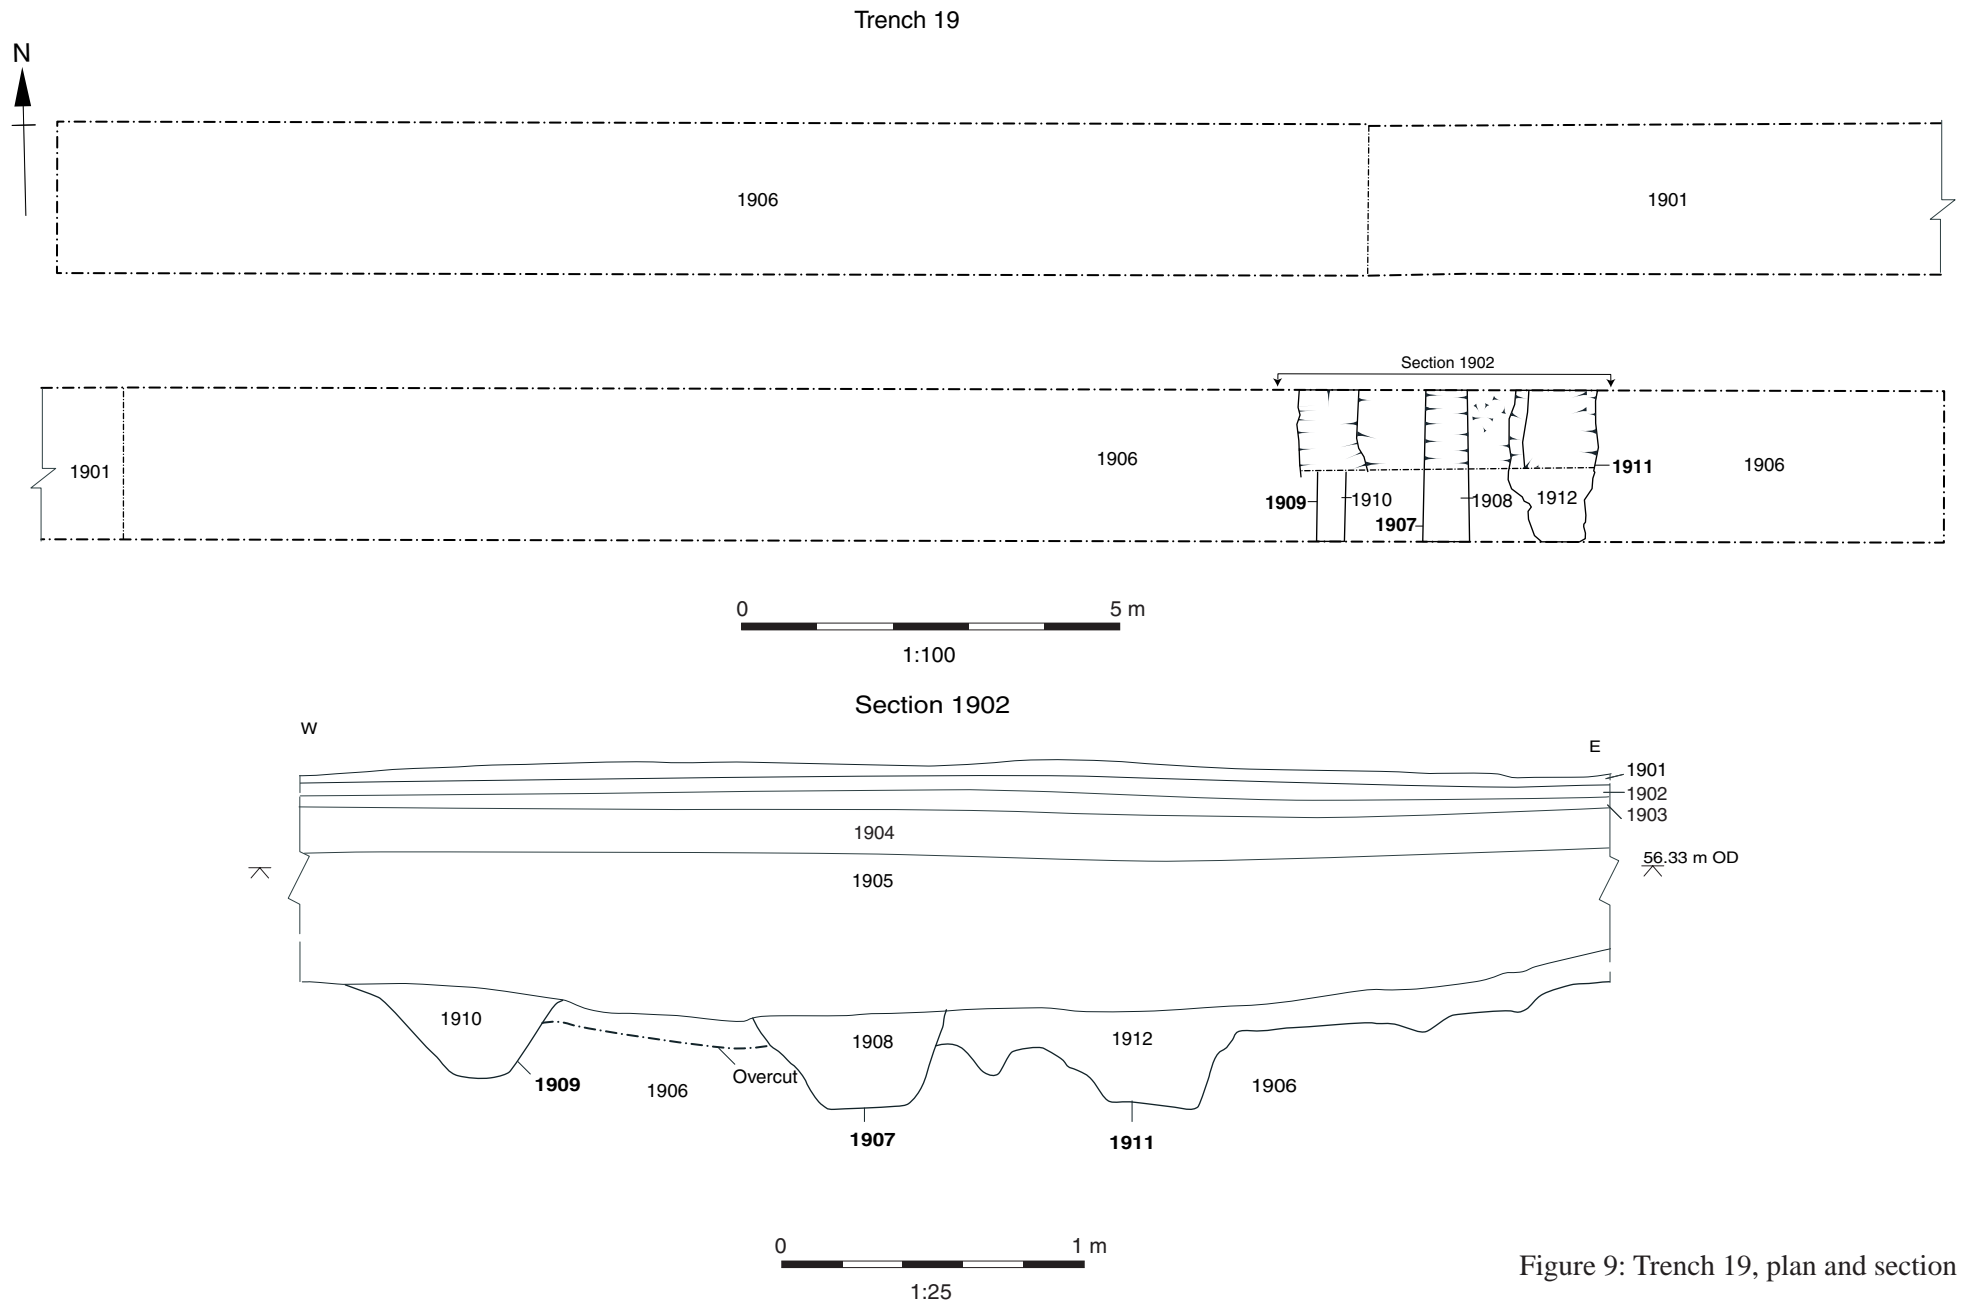 Trench 19
N
1906
1901
Section 1902
1901
1906
1911
1906
1909
1910
1907
1908
1912
0
5 m
1:100
Section 1902
W
E
1901
1902
1903
1904
56.33 m OD
1905
1910
1908
1912
1909
1906
Overcut
1906
1907
1911
0
1 m
1:25
Figure 9: Trench 19, plan and section